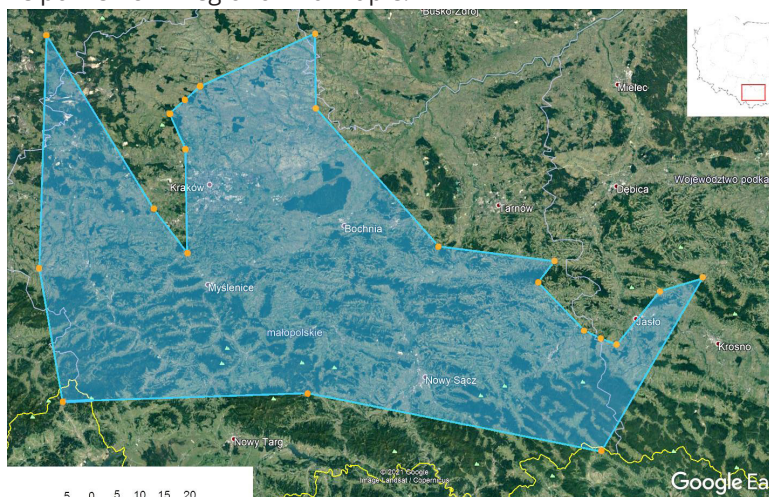 Busko-Zdrój
Mielec
Kraków
Dębica
Województwo podka
Tarnów
Bochnia
Myślenice
małopolskie
Jasło
Krosno
Nowy Sącz
Nowy Targ
© 2021 Google
Image Landsat / Copernicus
Google Ea
5 0 5 10 15 20